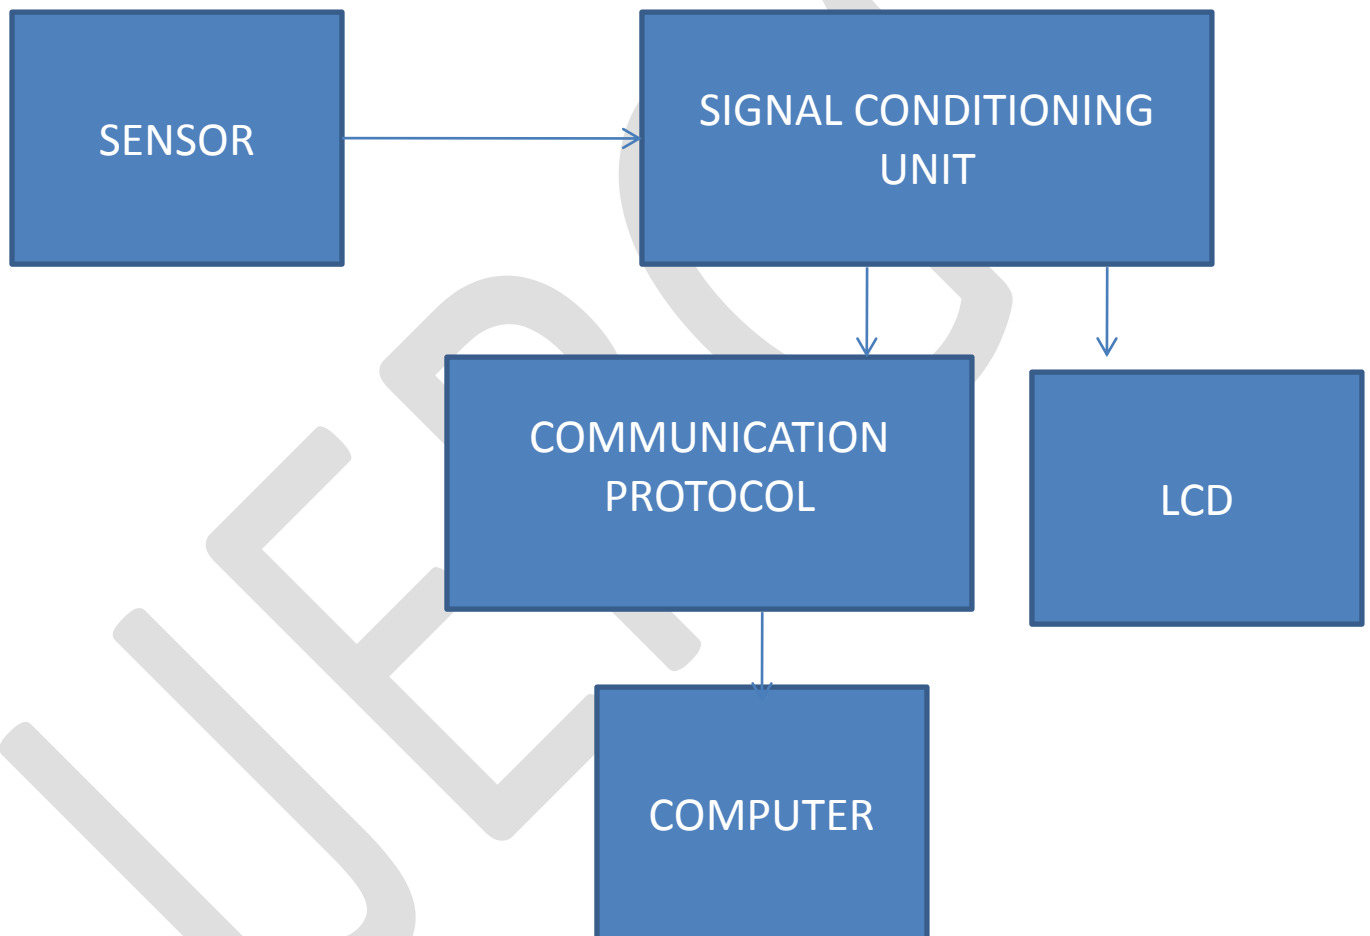 SENSOR
SIGNAL CONDITIONING
UNIT
COMMUNICATION
PROTOCOL
LCD
COMPUTER